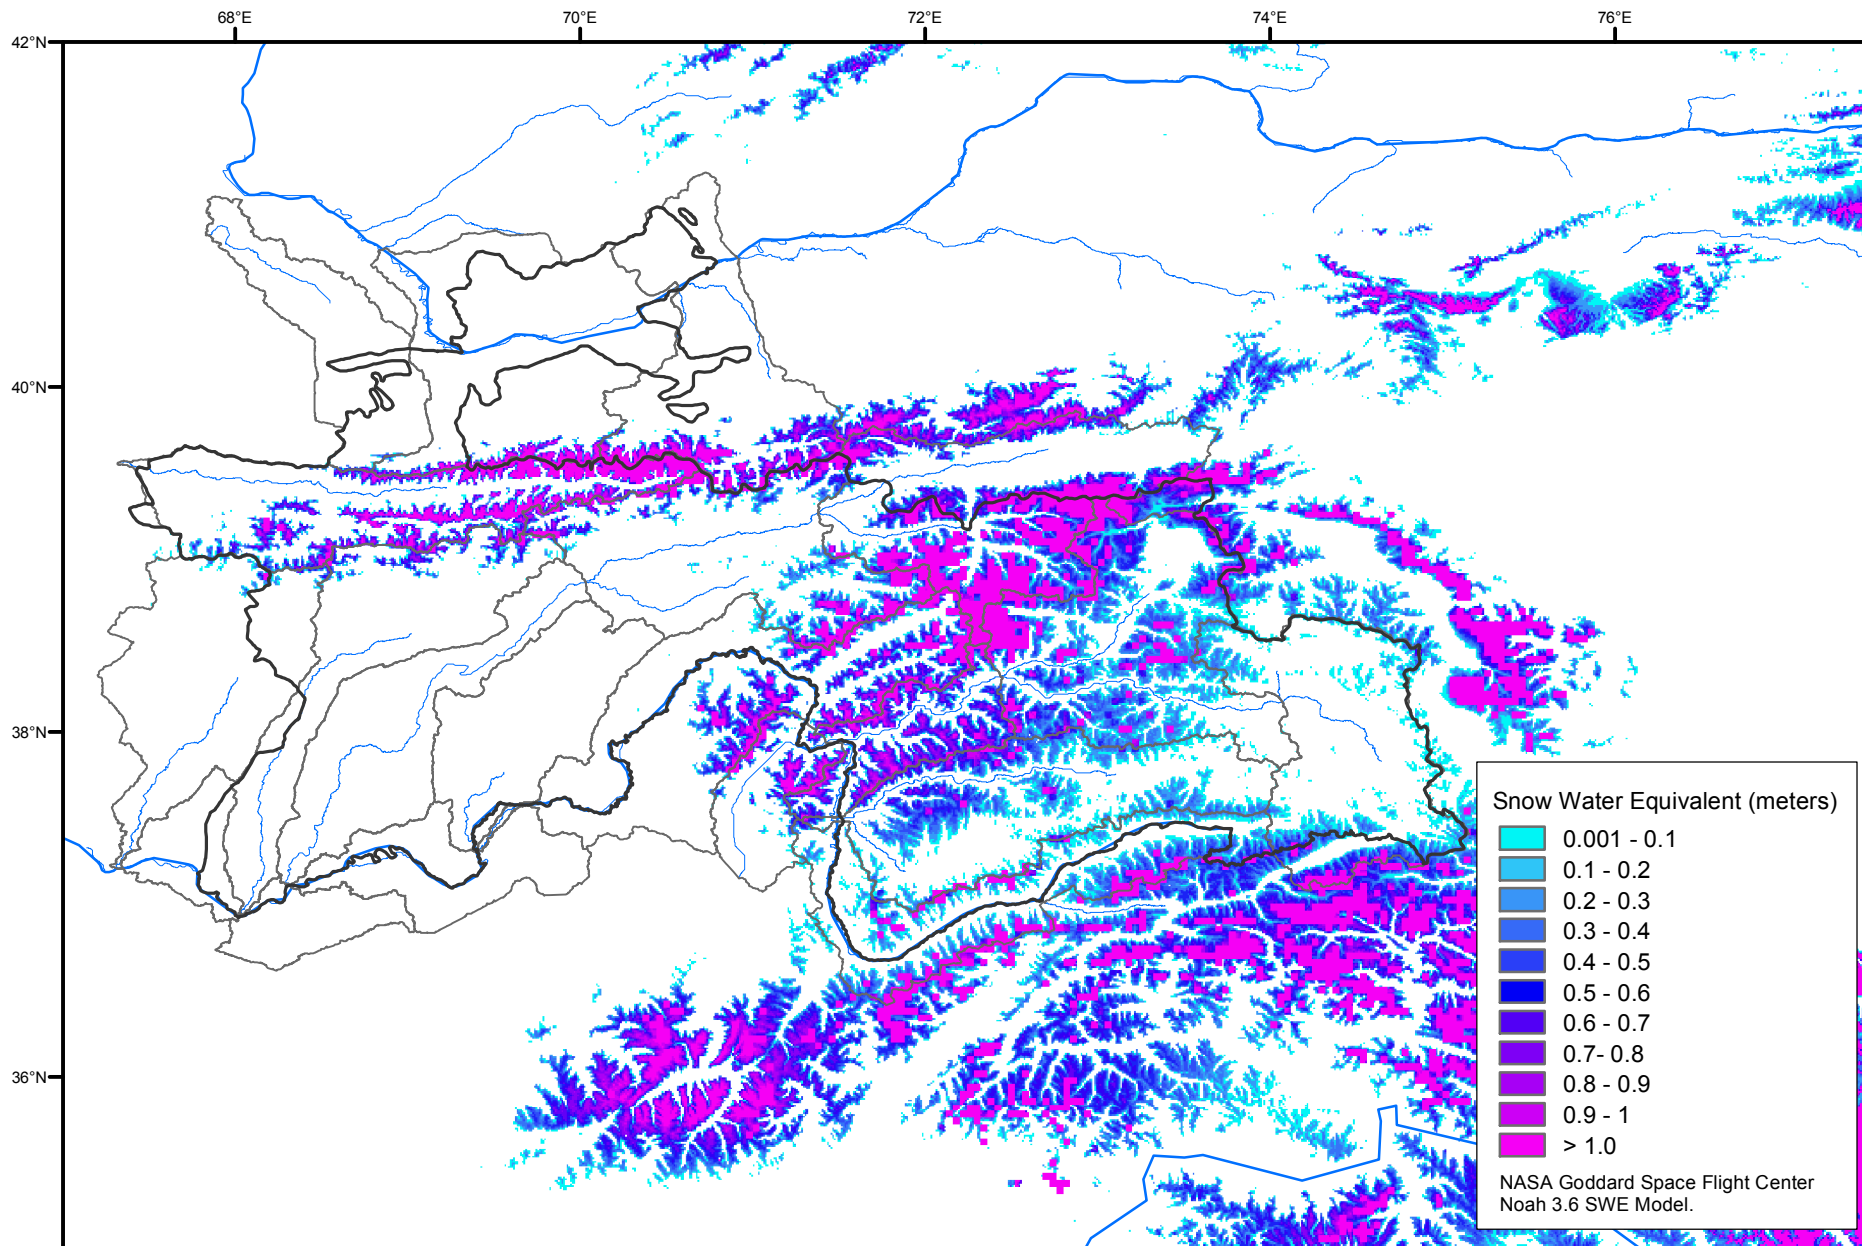 68°E 70°E 72°E 74°E 76°E
42°N
40°N
38°N
36°N
Snow Water Equivalent (meters)
0.001 - 0.1
0.1 - 0.2
0.2 - 0.3
0.3 - 0.4
0.4 - 0.5
0.5 - 0.6
0.6 - 0.7
0.7- 0.8
0.8 - 0.9
0.9 - 1
> 1.0
NASA Goddard Space Flight Center
Noah 3.6 SWE Model.